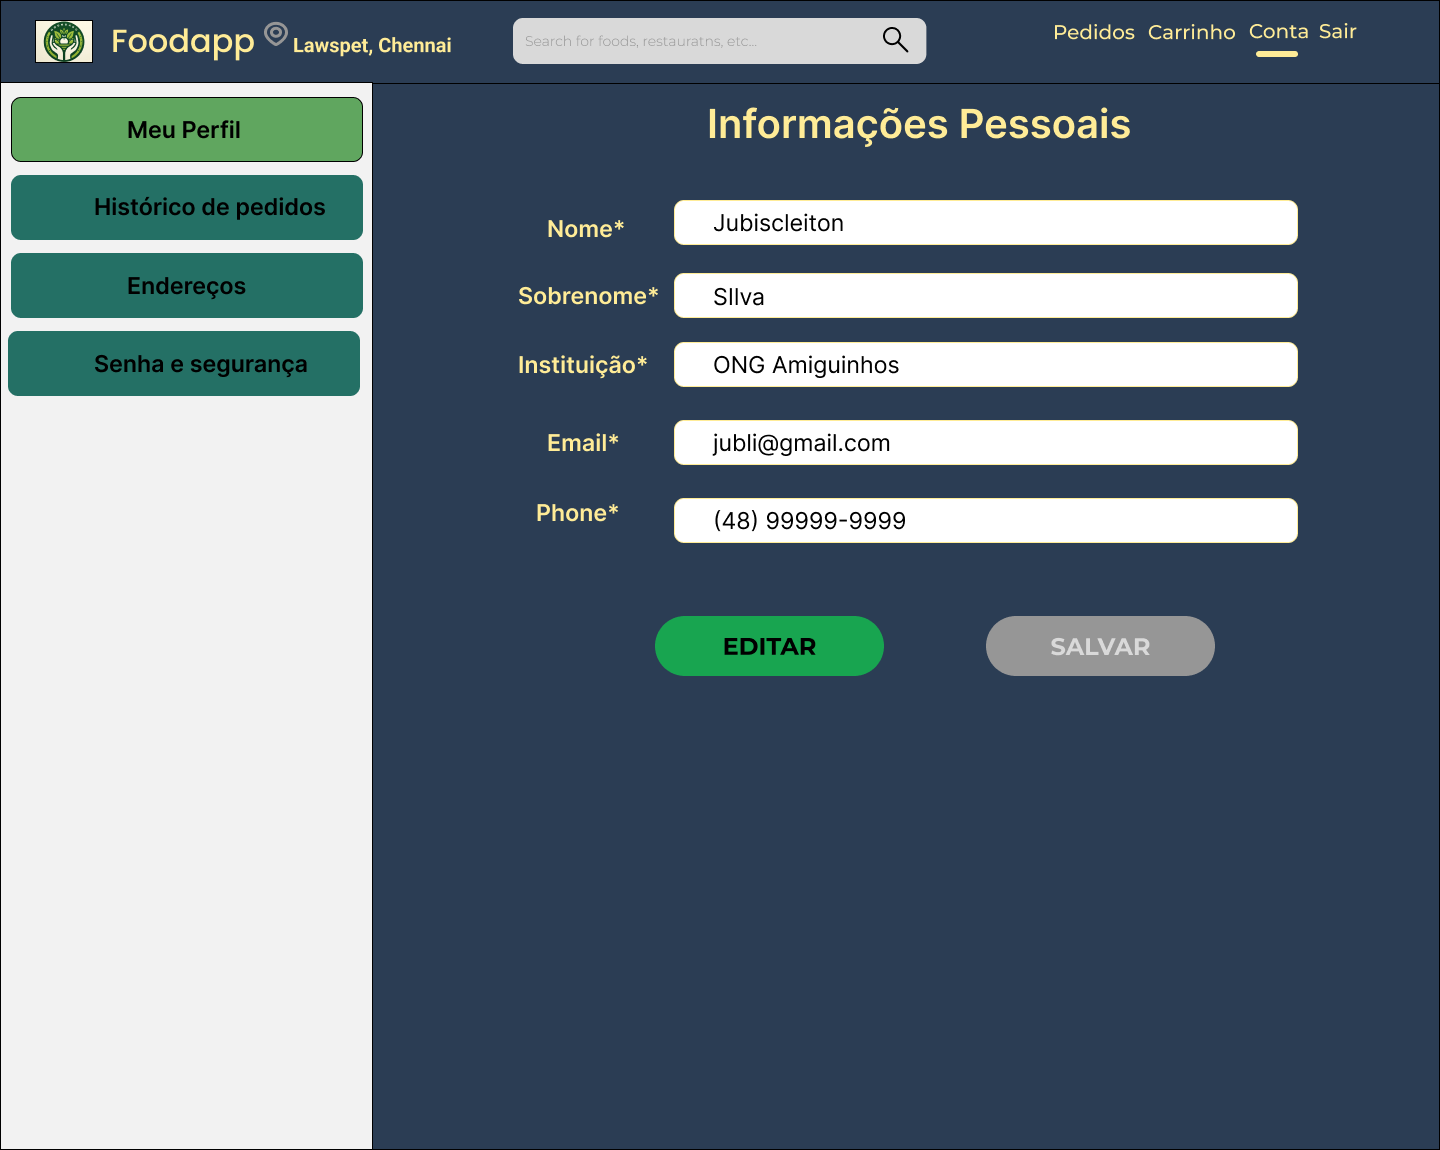 Foodapp
Lawspet, Chennai
Search for foods, restauratns, etc...
Pedidos Carrinho Conta Sair
Meu Perfil
Histórico de pedidos
Endereços
Senha e segurança
Informações Pessoais
Nome* Jubiscleiton
Sobrenome* SIlva
Instituição* ONG Amiguinhos
Email* jubli@gmail.com
Phone* (48) 99999-9999
EDITAR SALVAR